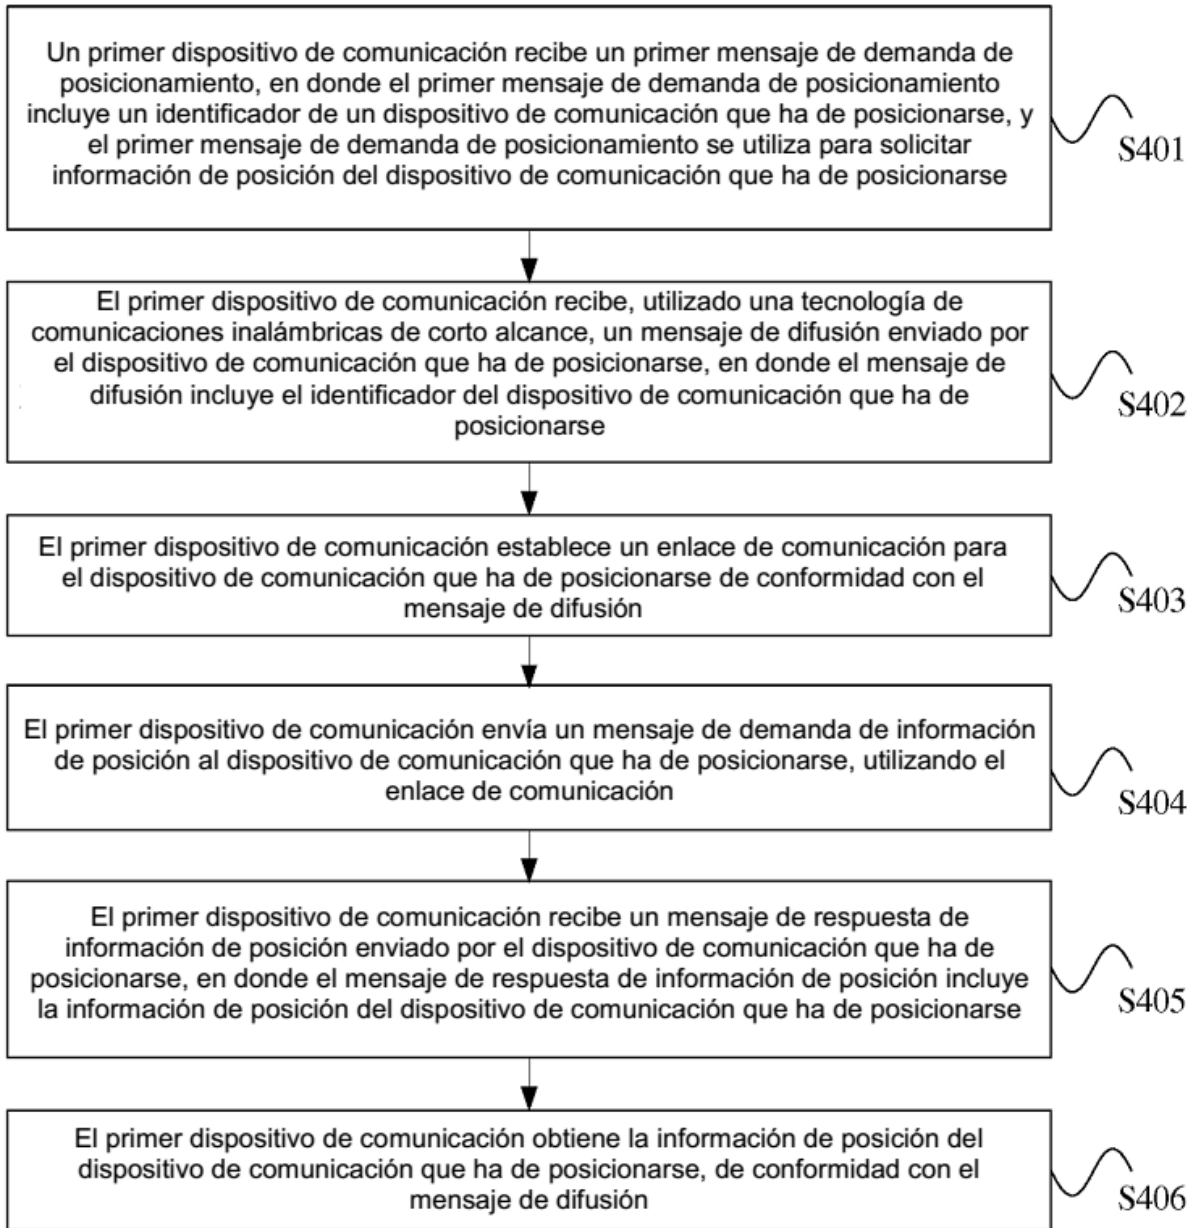 Un primer dispositivo de comunicación recibe un primer mensaje de demanda de
posicionamiento, en donde el primer mensaje de demanda de posicionamiento
incluye un identificador de un dispositivo de comunicación que ha de posicionarse, y
el primer mensaje de demanda de posicionamiento se utiliza para solicitar
información de posición del dispositivo de comunicación que ha de posicionarse
S401
El primer dispositivo de comunicación recibe, utilizado una tecnología de
comunicaciones inalámbricas de corto alcance, un mensaje de difusión enviado por
el dispositivo de comunicación que ha de posicionarse, en donde el mensaje de
difusión incluye el identificador del dispositivo de comunicación que ha de
posicionarse
S402
El primer dispositivo de comunicación establece un enlace de comunicación para
el dispositivo de comunicación que ha de posicionarse de conformidad con el
mensaje de difusión
S403
El primer dispositivo de comunicación envía un mensaje de demanda de información
de posición al dispositivo de comunicación que ha de posicionarse, utilizando el
enlace de comunicación
S404
El primer dispositivo de comunicación recibe un mensaje de respuesta de
información de posición enviado por el dispositivo de comunicación que ha de
posicionarse, en donde el mensaje de respuesta de información de posición incluye
la información de posición del dispositivo de comunicación que ha de posicionarse
S405
El primer dispositivo de comunicación obtiene la información de posición del
dispositivo de comunicación que ha de posicionarse, de conformidad con el
mensaje de difusión
S406